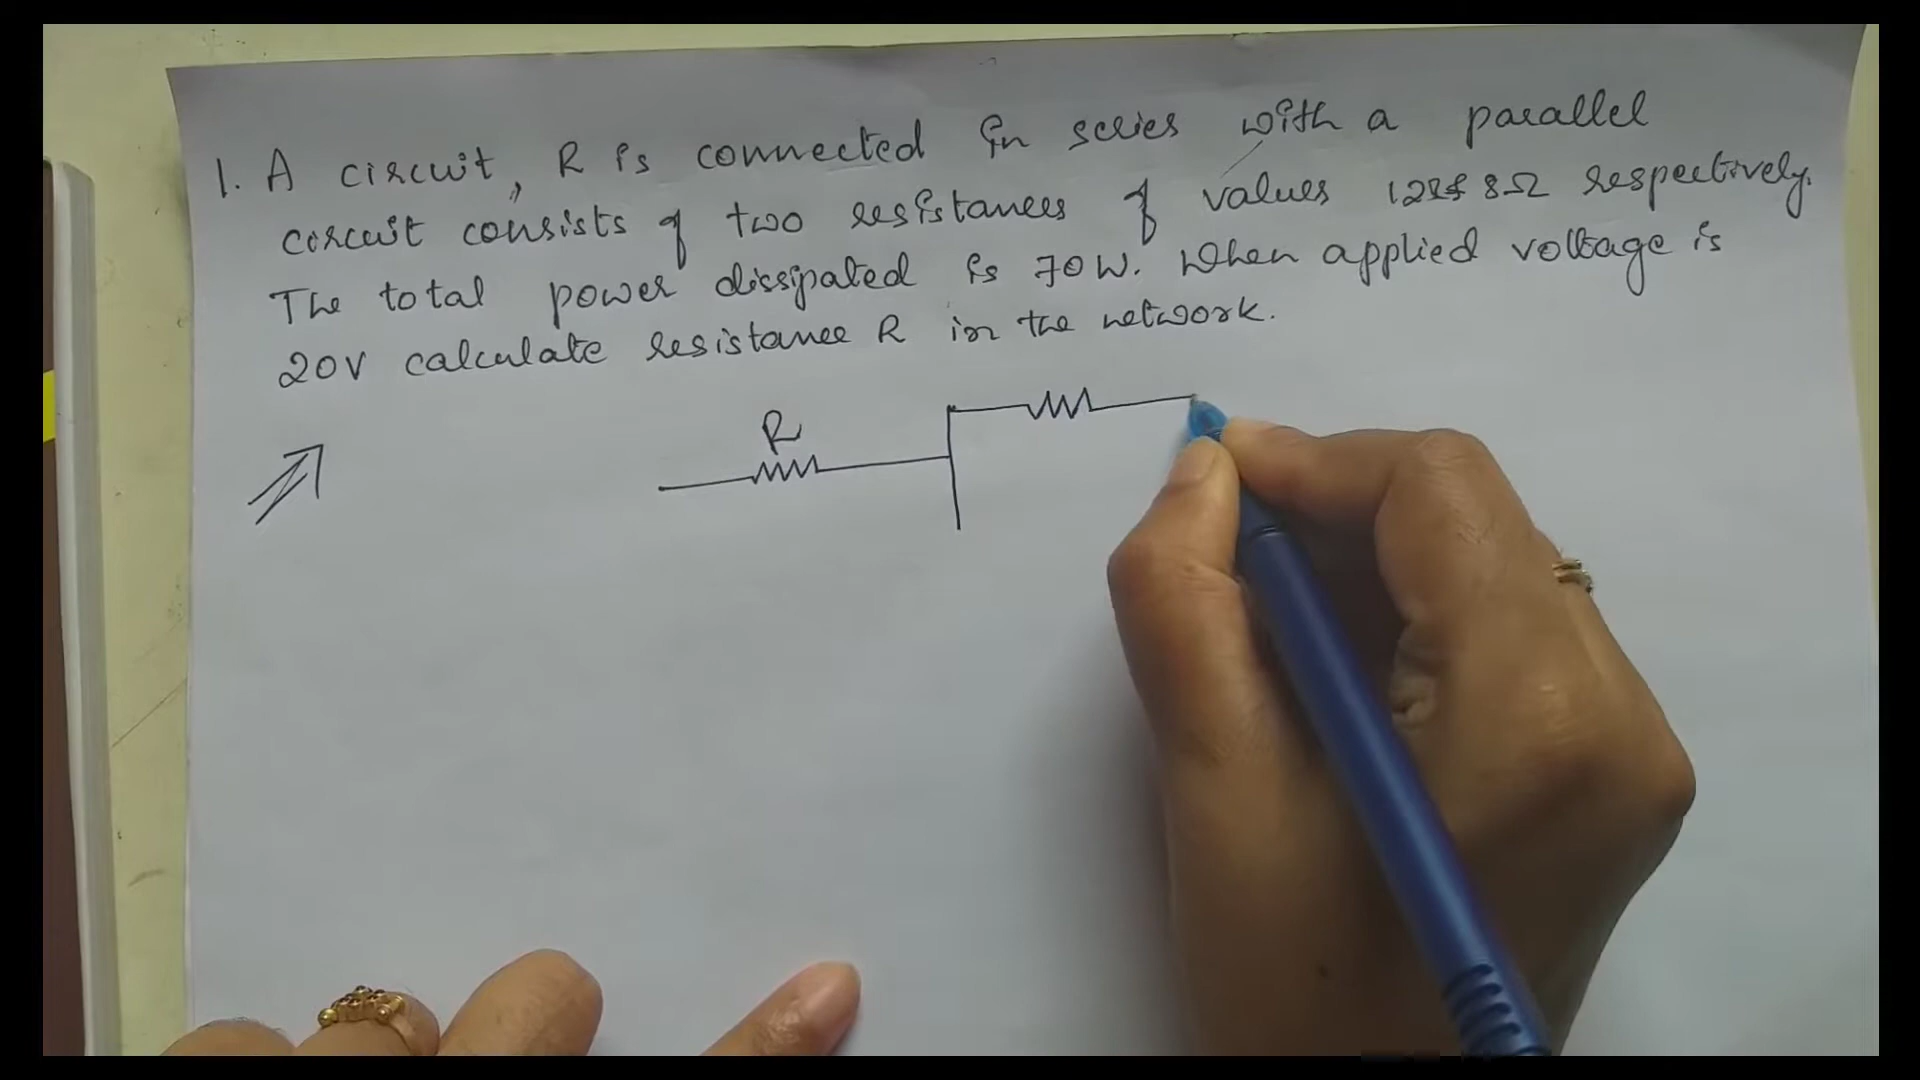 1. A circuit, R is connected in series with a parallel
circuit consists of two resistances of values 12Ω & 8Ω respectively.
The total power dissipated is 70W. When applied voltage is
20V calculate resistance R in the network.
R